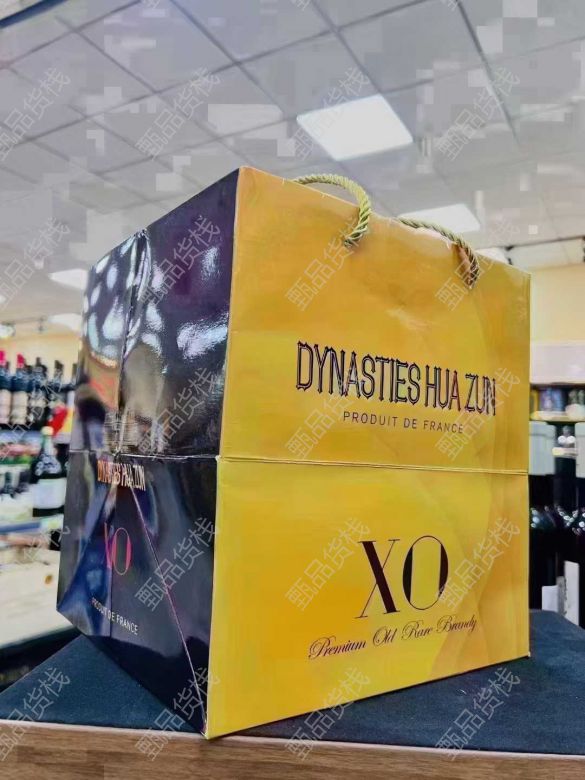 DYNASTIES HUA ZUN
PRODUIT DE FRANCE
XO
Premium Old Rare Brandy
DYNASTIES HUA ZUN
XO
PRODUIT DE FRANCE
甄品货栈